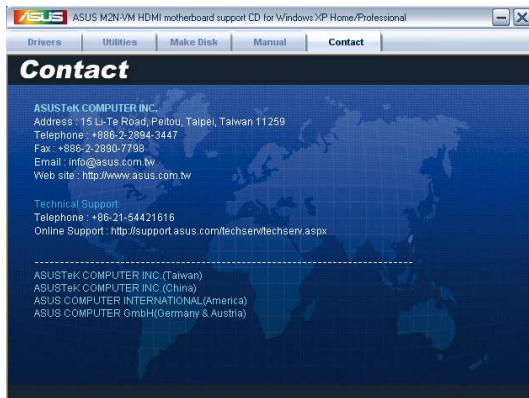 ASUS ASUS M2N-VM HDMI motherboard support CD for Windows XP Home/Professional
Drivers Utilities Make Disk Manual Contact
Contact
ASUSTeK COMPUTER INC.
Address : 15 Li-Te Road, Peitou, Taipei, Taiwan 11259
Telephone : +886-2-2894-3447
Fax : +886-2-2890-7798
Email : info@asus.com.tw
Web site : http://www.asus.com.tw
Technical Support
Telephone : +86-21-54421616
Online Support : http://support.asus.com/techserv/techserv.aspx
ASUSTeK COMPUTER INC.(Taiwan)
ASUSTeK COMPUTER INC.(China)
ASUS COMPUTER INTERNATIONAL(America)
ASUS COMPUTER GmbH(Germany & Austria)